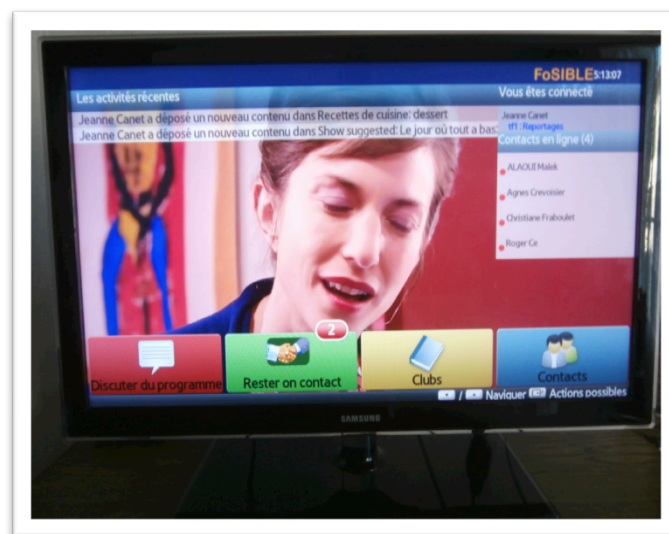 FoSIBLE 5:13:07
Les activités récentes
Vous êtes connecté
Jeanne Canet a déposé un nouveau contenu dans Recettes de cuisine: dessert
Jeanne Canet a déposé un nouveau contenu dans Show suggested: Le jour où tout a bas
Jeanne Canet
tf1 : Reportages
Contacts en ligne (4)
ALAOUI Malek
Agnes Crevoisier
Christiane Fraboulet
Roger Ce
2
Discuter du programme
Rester on contact
Clubs
Contacts
/ Naviguer Actions possibles
SAMSUNG